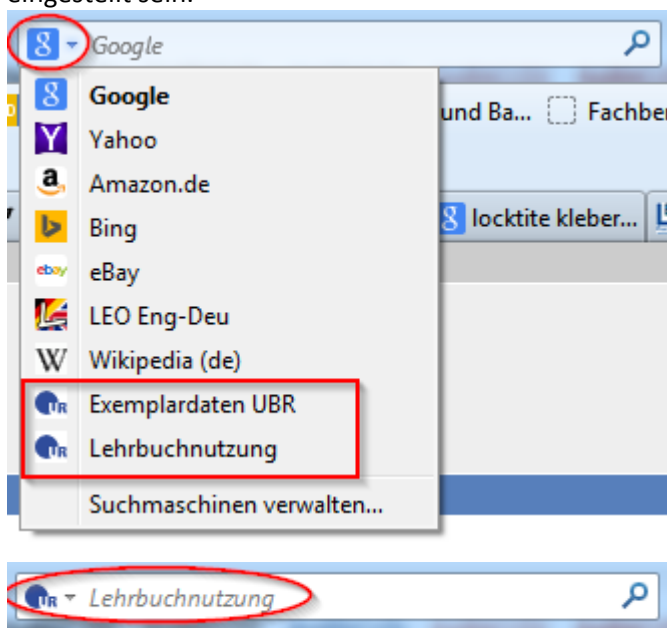 eingestellt sein.
Google
Google
und Ba... Fachber
Yahoo
Amazon.de
locktite kleber...
Bing
eBay
LEO Eng-Deu
Wikipedia (de)
Exemplardaten UBR
Lehrbuchnutzung
Suchmaschinen verwalten...
Lehrbuchnutzung